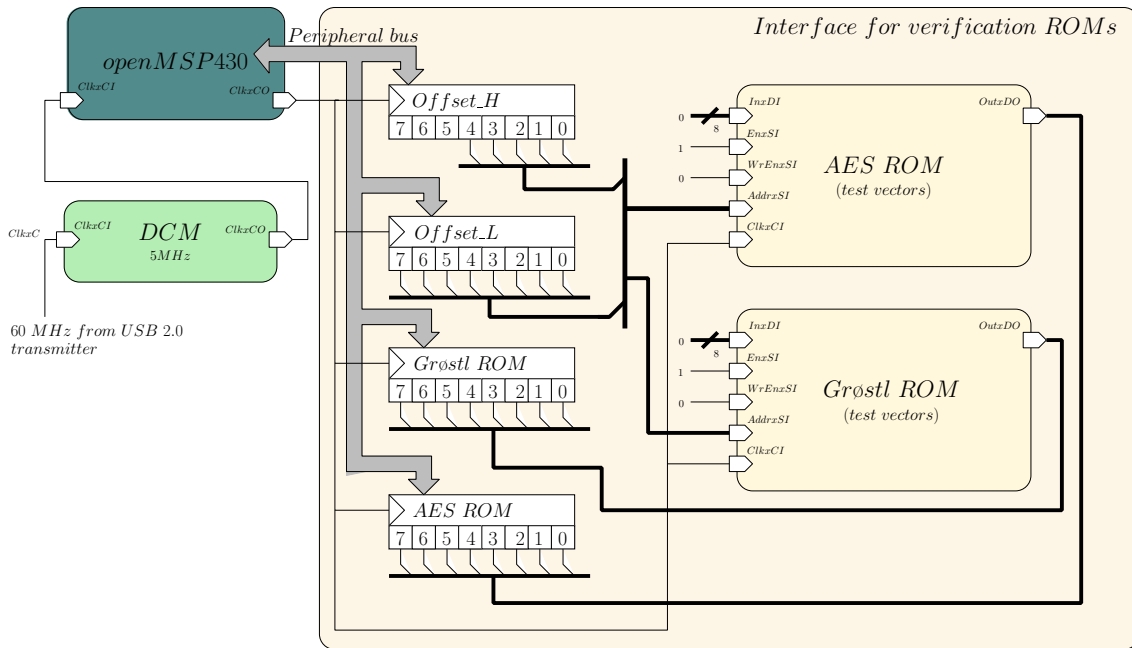 Interface for verification ROMs
Peripheral bus
openMSP430
ClkxCI
ClkxCO
DCM
5MHz
ClkxC
ClkxCI
ClkxCO
60 MHz from USB 2.0
transmitter
Offset_H
7 6 5 4 3 2 1 0
Offset_L
7 6 5 4 3 2 1 0
Grøstl ROM
7 6 5 4 3 2 1 0
AES ROM
7 6 5 4 3 2 1 0
0
8
1
0
InxDI
EnxSI
WrEnxSI
AddrxSI
ClkxCI
OutxDO
AES ROM
(test vectors)
0
8
1
0
InxDI
EnxSI
WrEnxSI
AddrxSI
ClkxCI
OutxDO
Grøstl ROM
(test vectors)